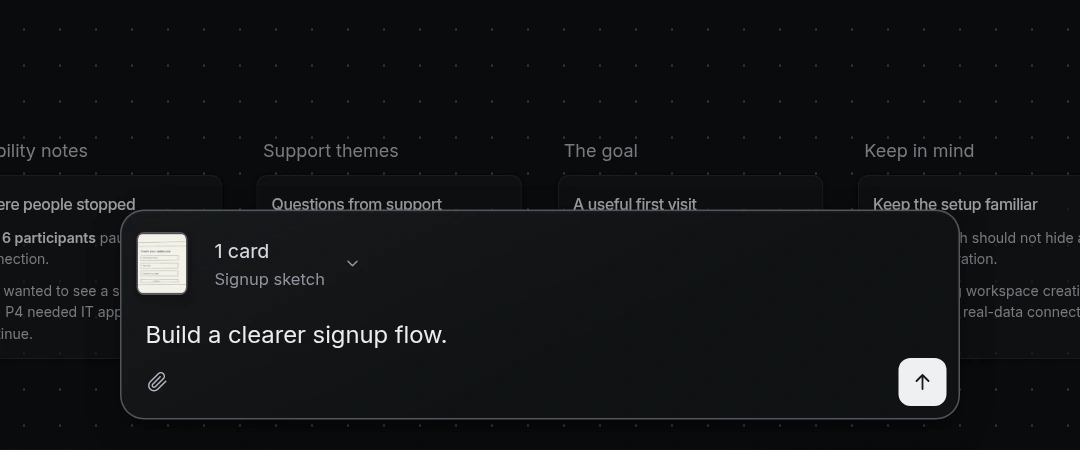 bility notes
Support themes
The goal
Keep in mind
ere people stopped
Questions from support
A useful first visit
Keep the setup familiar
6 participants pau
nection.
wanted to see a s
P4 needed IT app
tinue.
h should not hide a
ation.
workspace creati
real-data connect
1 card
Signup sketch
Build a clearer signup flow.